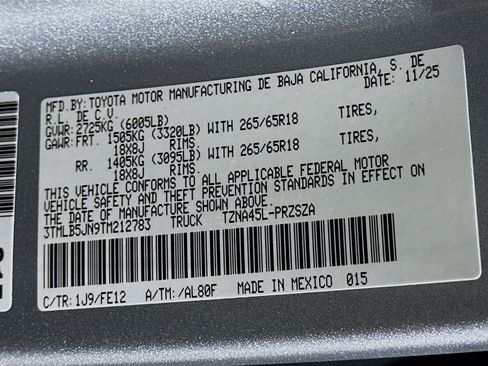 MFD.BY: TOYOTA MOTOR MANUFACTURING DE BAJA CALIFORNIA, S. DE
R.L. DE C.V. DATE: 11/25
GVWR: 2725KG (6005LB)
GAWR: FRT. 1505KG (3320LB) WITH 265/65R18 TIRES,
18X8J RIMS.
RR. 1405KG (3095LB) WITH 265/65R18 TIRES,
18X8J RIMS.
THIS VEHICLE CONFORMS TO ALL APPLICABLE FEDERAL MOTOR
VEHICLE SAFETY AND THEFT PREVENTION STANDARDS IN EFFECT ON
THE DATE OF MANUFACTURE SHOWN ABOVE.
3TMLB5JN9TM212783 TRUCK TZNA45L-PRZSZA
C/TR: 1J9/FE12 A/TM: /AL80F MADE IN MEXICO 015